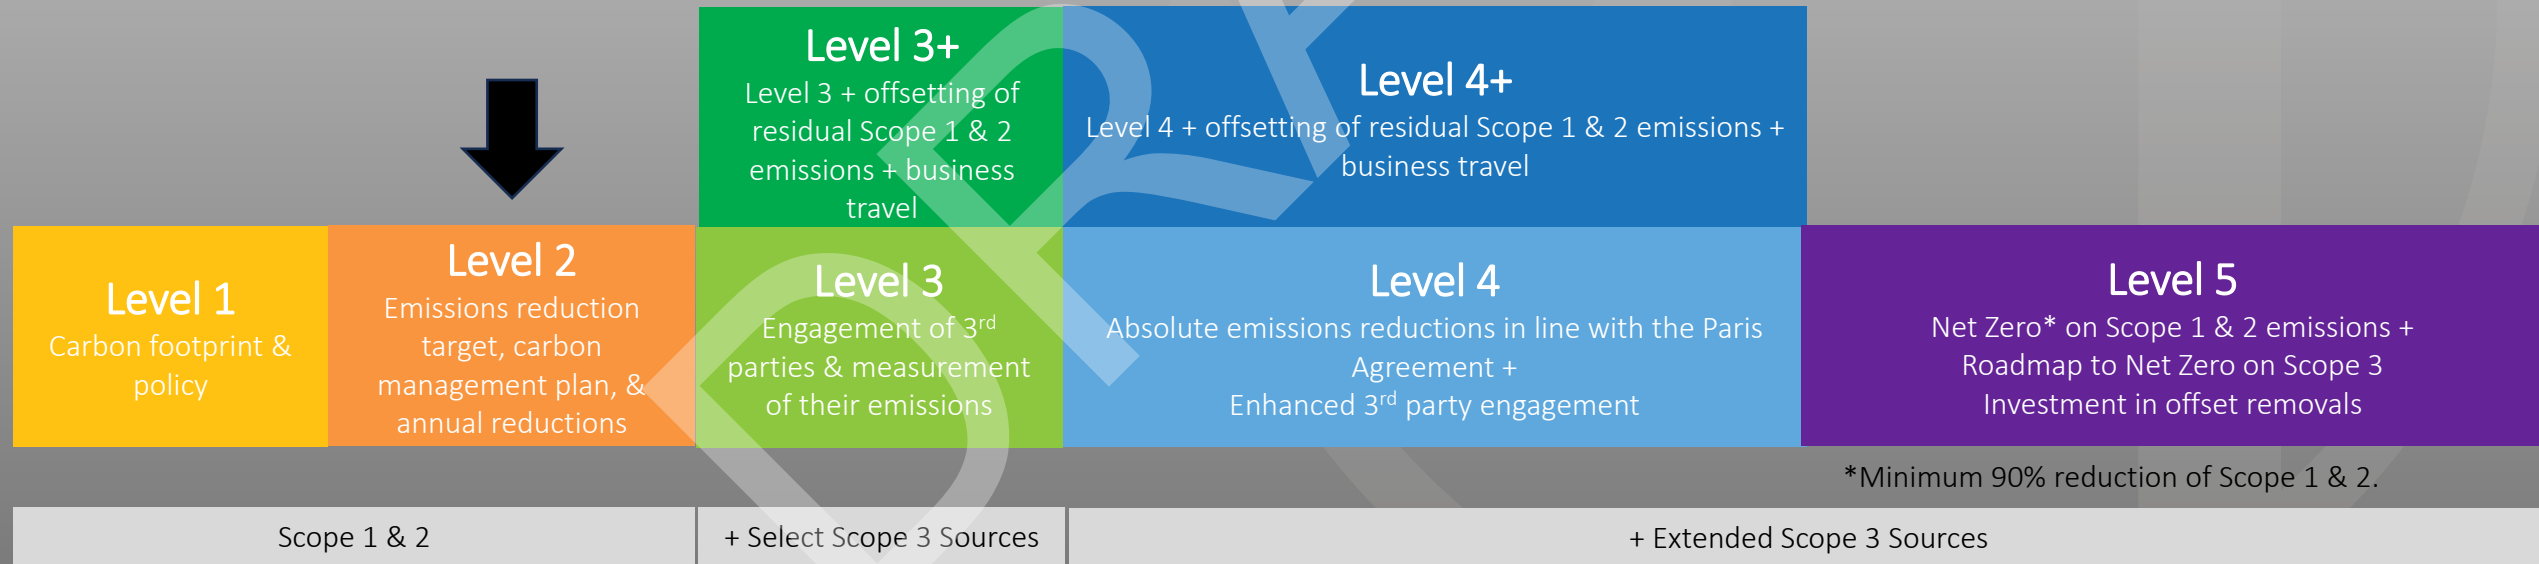 Level 3+
Level 3 + offsetting of
residual Scope 1 & 2
emissions + business
travel
Level 4+
Level 4 + offsetting of residual Scope 1 & 2 emissions +
business travel
Level 1
Carbon footprint &
policy
Level 2
Emissions reduction
target, carbon
management plan, &
annual reductions
Level 3
Engagement of 3rd
parties & measurement
of their emissions
Level 4
Absolute emissions reductions in line with the Paris
Agreement +
Enhanced 3rd party engagement
Level 5
Net Zero* on Scope 1 & 2 emissions +
Roadmap to Net Zero on Scope 3
Investment in offset removals
*Minimum 90% reduction of Scope 1 & 2.
Scope 1 & 2
+ Select Scope 3 Sources
+ Extended Scope 3 Sources